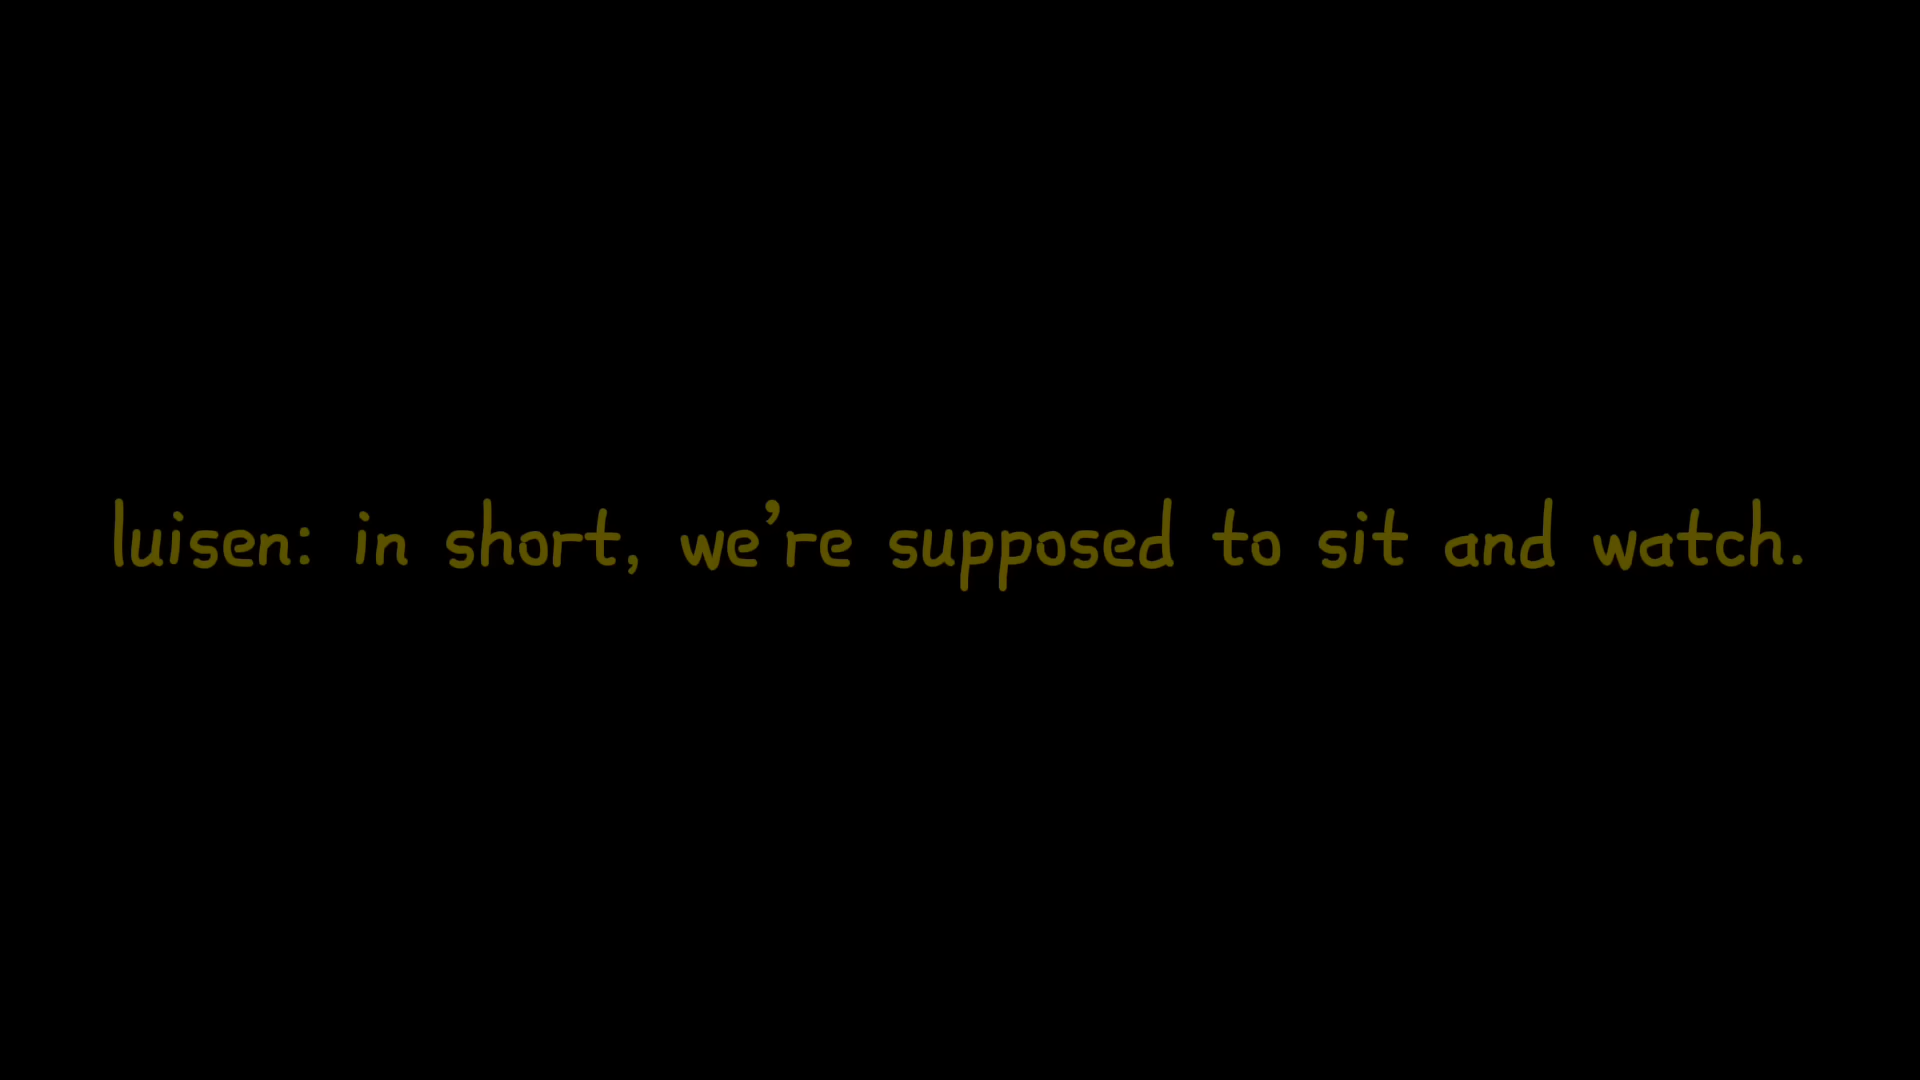 luisen: in short, we’re supposed to sit and watch.